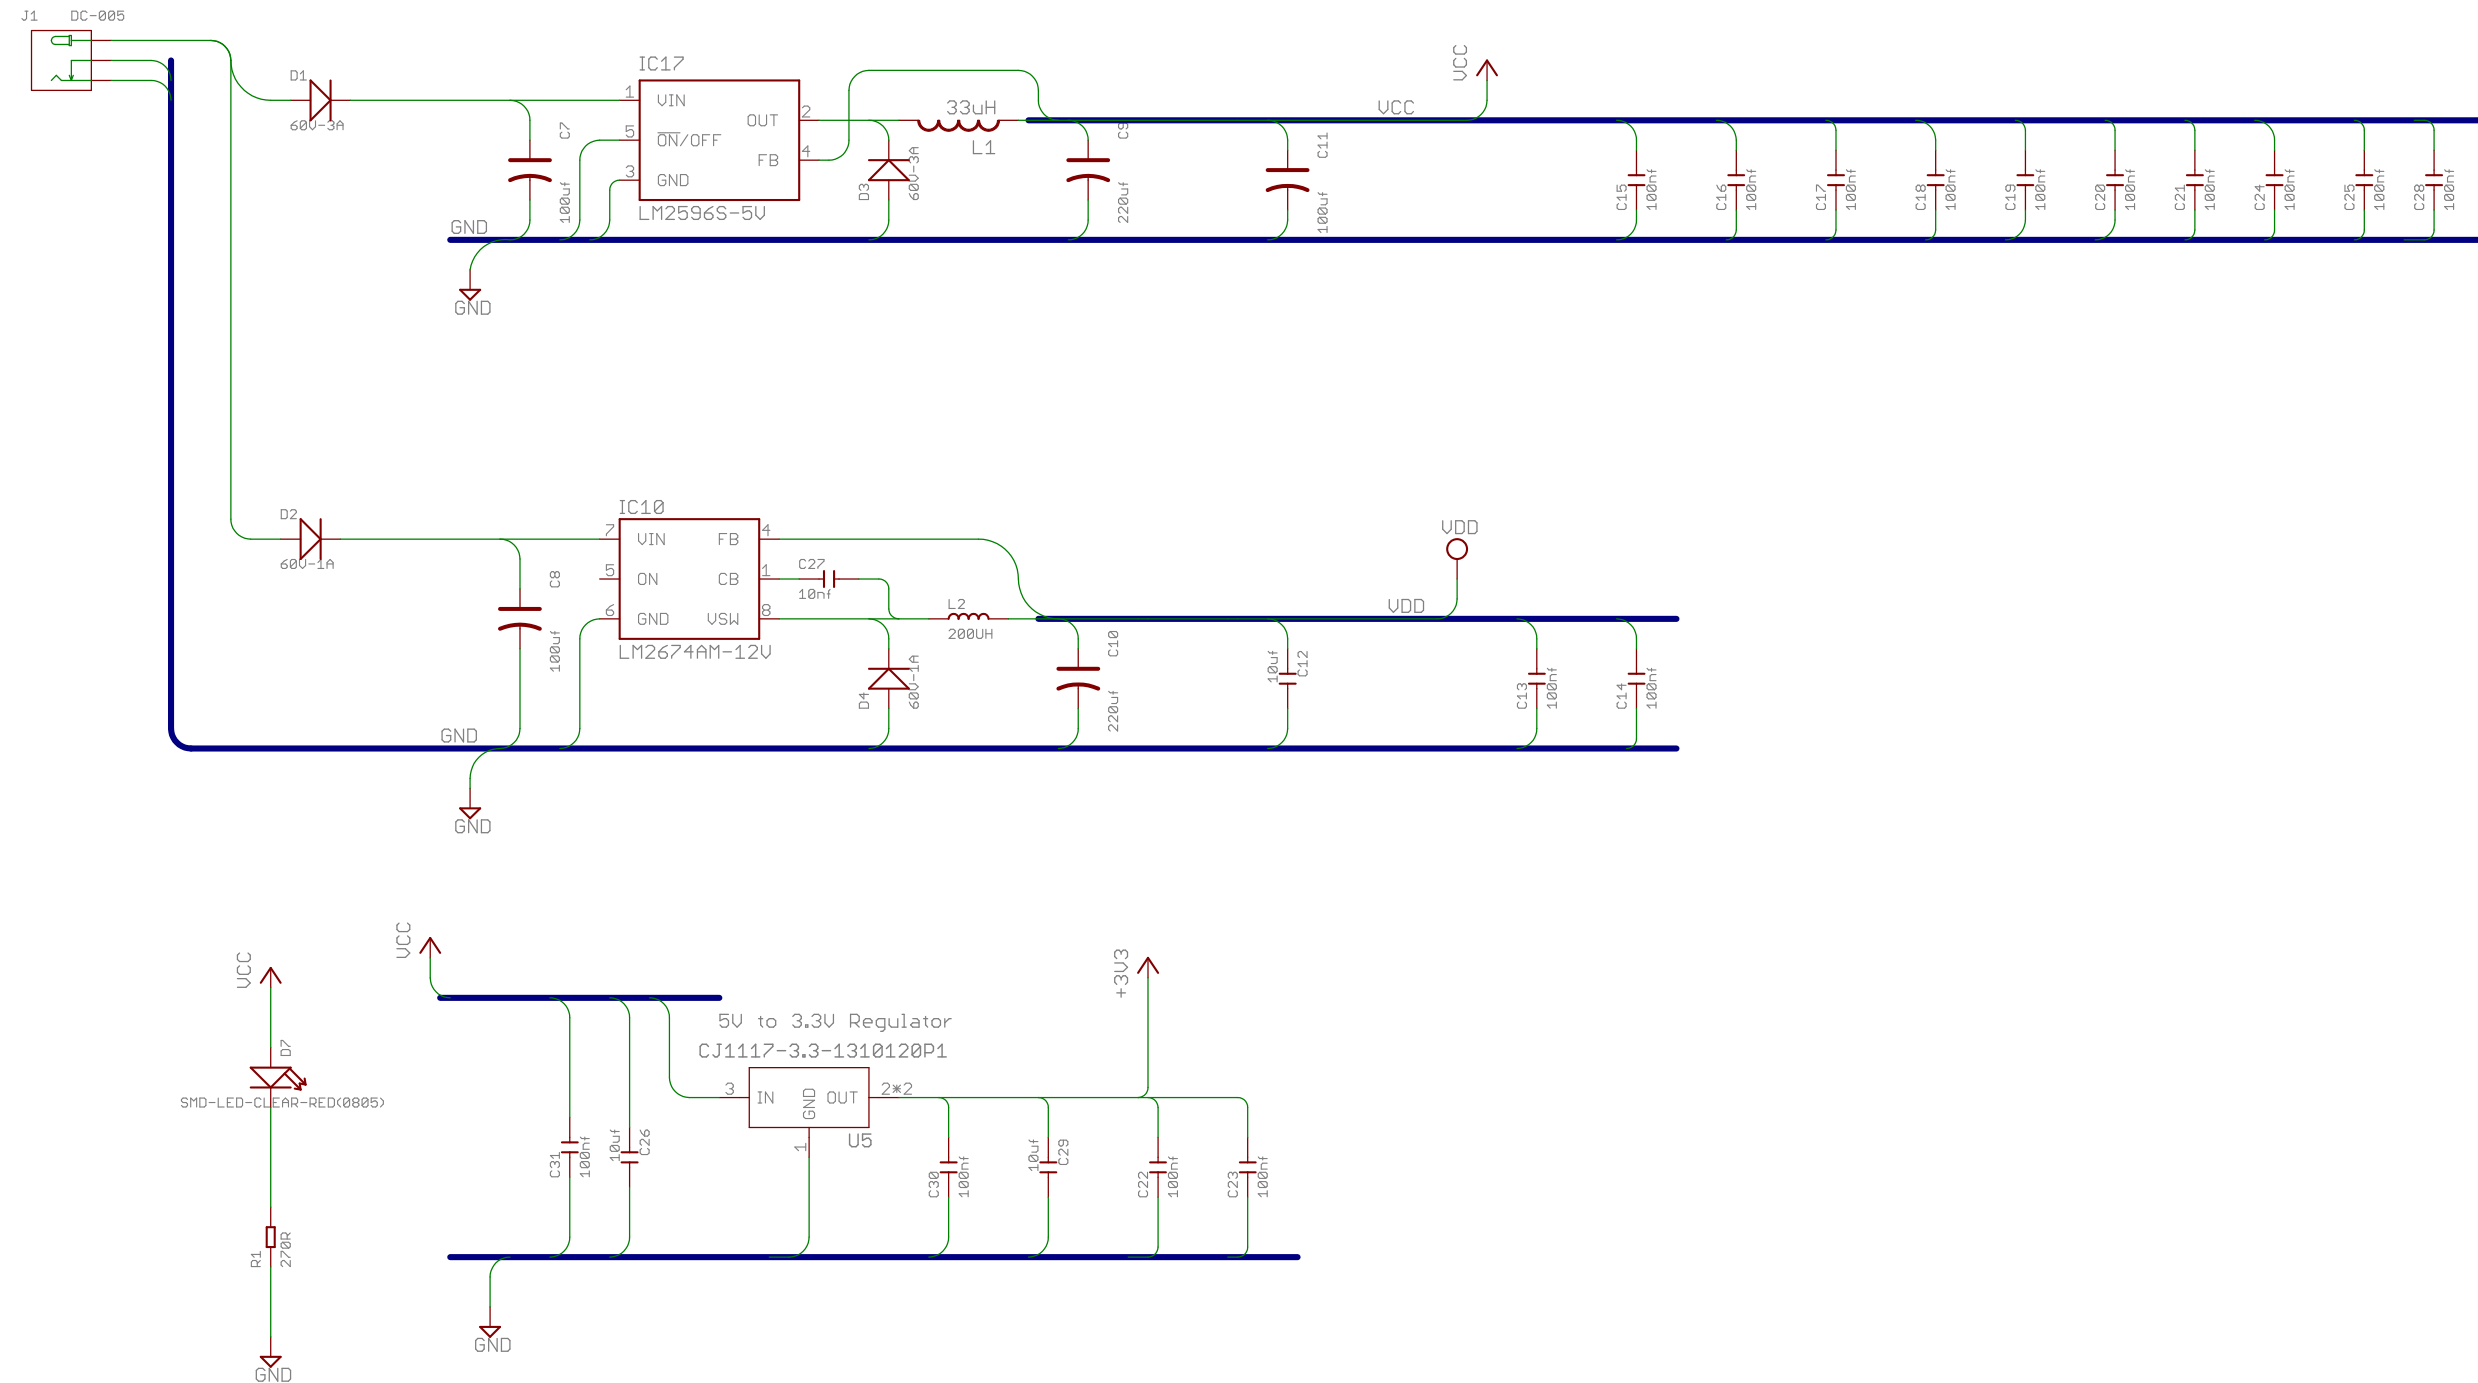 J1 DC-005
D1
60V-3A
IC17
1 VIN
5 ON/OFF
3 GND
OUT 2
FB 4
LM2596S-5V
C7
100uf
GND
GND
D3
60V-3A
33uH
L1
C9
220uf
C11
100uf
VCC
VCC
C15
100nf
C16
100nf
C17
100nf
C18
100nf
C19
100nf
C20
100nf
C21
100nf
C24
100nf
C25
100nf
C28
100nf
D2
60V-1A
IC10
7 VIN
5 ON
6 GND
FB 4
CB 1
VSW 8
LM2674AM-12V
C8
100uf
GND
GND
C27
10nf
D4
60V-1A
L2
200UH
C10
220uf
10uf
C12
VDD
VDD
C13
100nf
C14
100nf
VCC
D7
SMD-LED-CLEAR-RED(0805)
R1
270R
GND
VCC
C31
100nf
10uf
C26
5V to 3.3V Regulator
CJ1117-3.3-1310120P1
3 IN GND OUT 2*2
1
U5
+3V3
C30
100nf
10uf
C29
C22
100nf
C23
100nf
GND